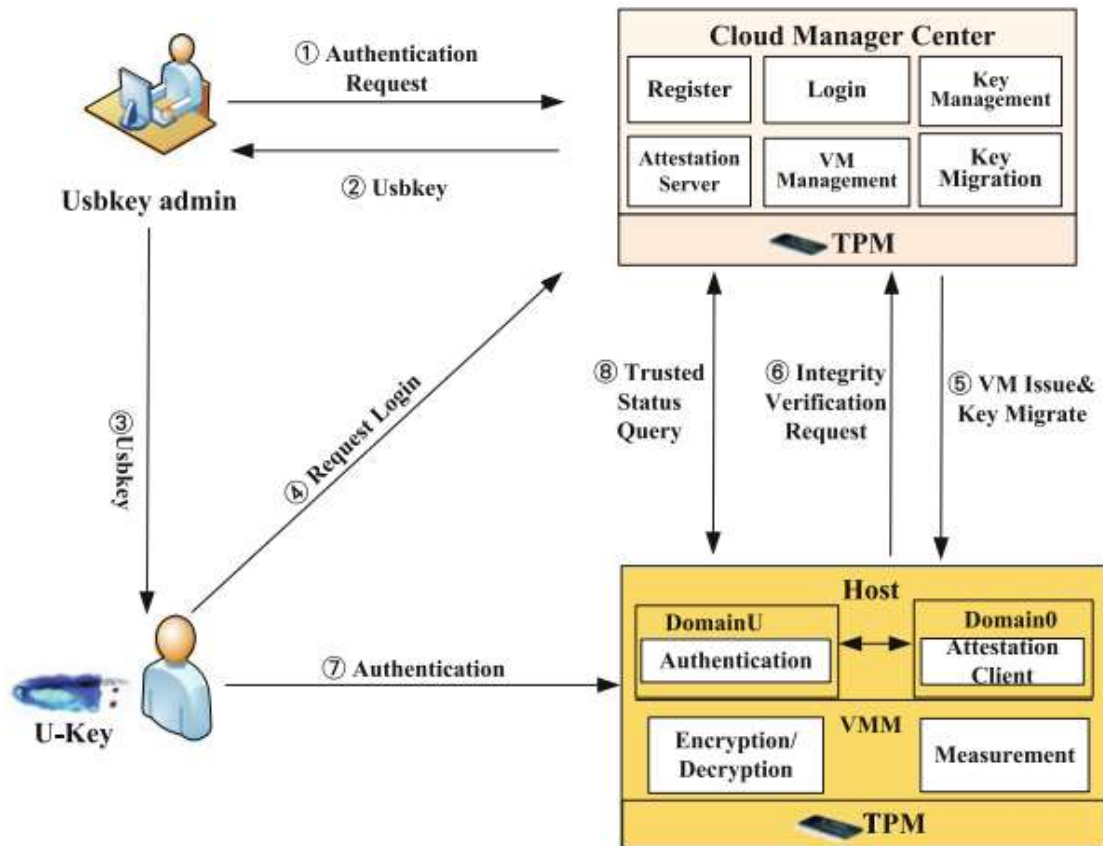 ① Authentication
Request
② Usbkey
Usbkey admin
Cloud Manager Center
Register
Login
Key
Management
Attestation
Server
VM
Management
Key
Migration
TPM
③Usbkey
④ Request Login
⑧ Trusted
Status
Query
⑥ Integrity
Verification
Request
⑤ VM Issue&
Key Migrate
U-Key
⑦ Authentication
Host
DomainU
Authentication
Domain0
Attestation
Client
VMM
Encryption/
Decryption
Measurement
TPM